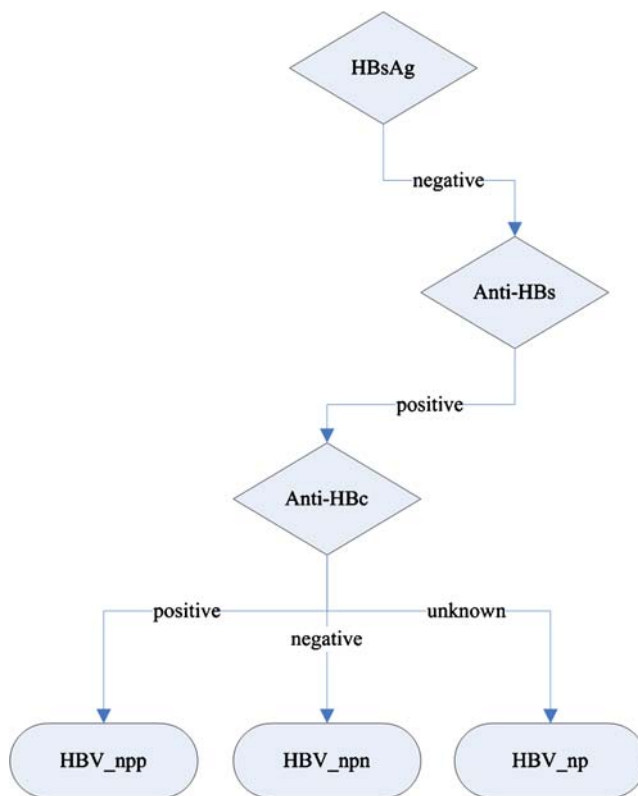 HBsAg
negative
Anti-HBs
positive
Anti-HBc
positive
negative
unknown
HBV_npp
HBV_npn
HBV_np